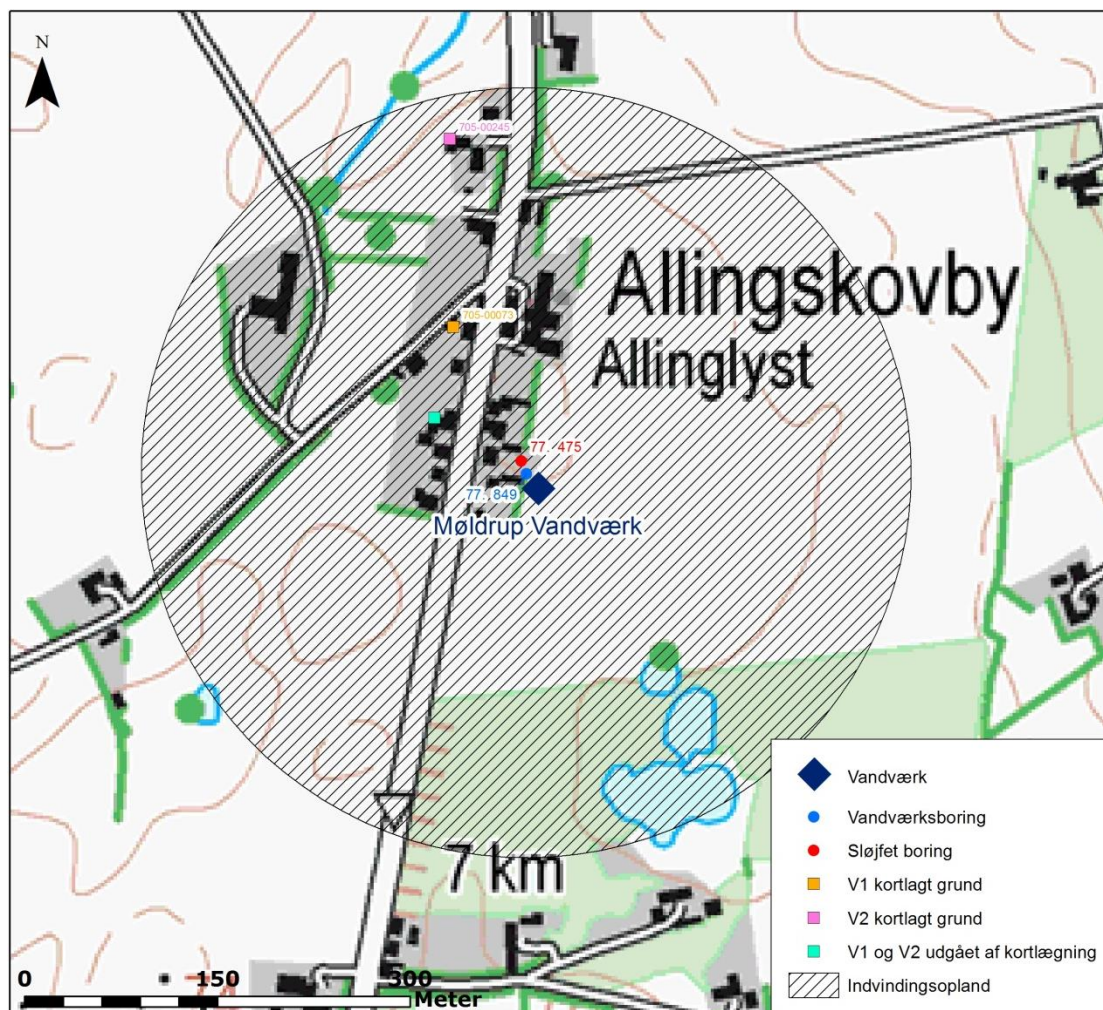 N
705-00245
Allingskovby
Allinglyst
705-00073
77. 475
77. 849
Møldrup Vandværk
7 km
0 150 300
Meter
Vandværk
Vandværksboring
Sløjfet boring
V1 kortlagt grund
V2 kortlagt grund
V1 og V2 udgået af kortlægning
Indvindingsopland